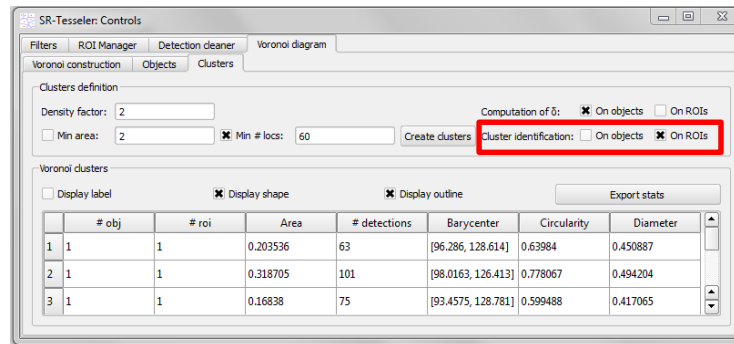 SR-Tesseler: Controls
Filters ROI Manager Detection cleaner Voronoi diagram
Voronoi construction Objects Clusters
Clusters definition
Density factor: 2 Computation of δ: On objects On ROIs
Min area: 2 Min # locs: 60 Create clusters Cluster identification: On objects On ROIs
Voronoï clusters
Display label Display shape Display outline Export stats
# obj # roi Area # detections Barycenter Circularity Diameter
1 1 1 0.203536 63 [96.286, 128.614] 0.63984 0.450887
2 1 1 0.318705 101 [98.0163, 126.413] 0.778067 0.494204
3 1 1 0.16838 75 [93.4575, 128.781] 0.599488 0.417065